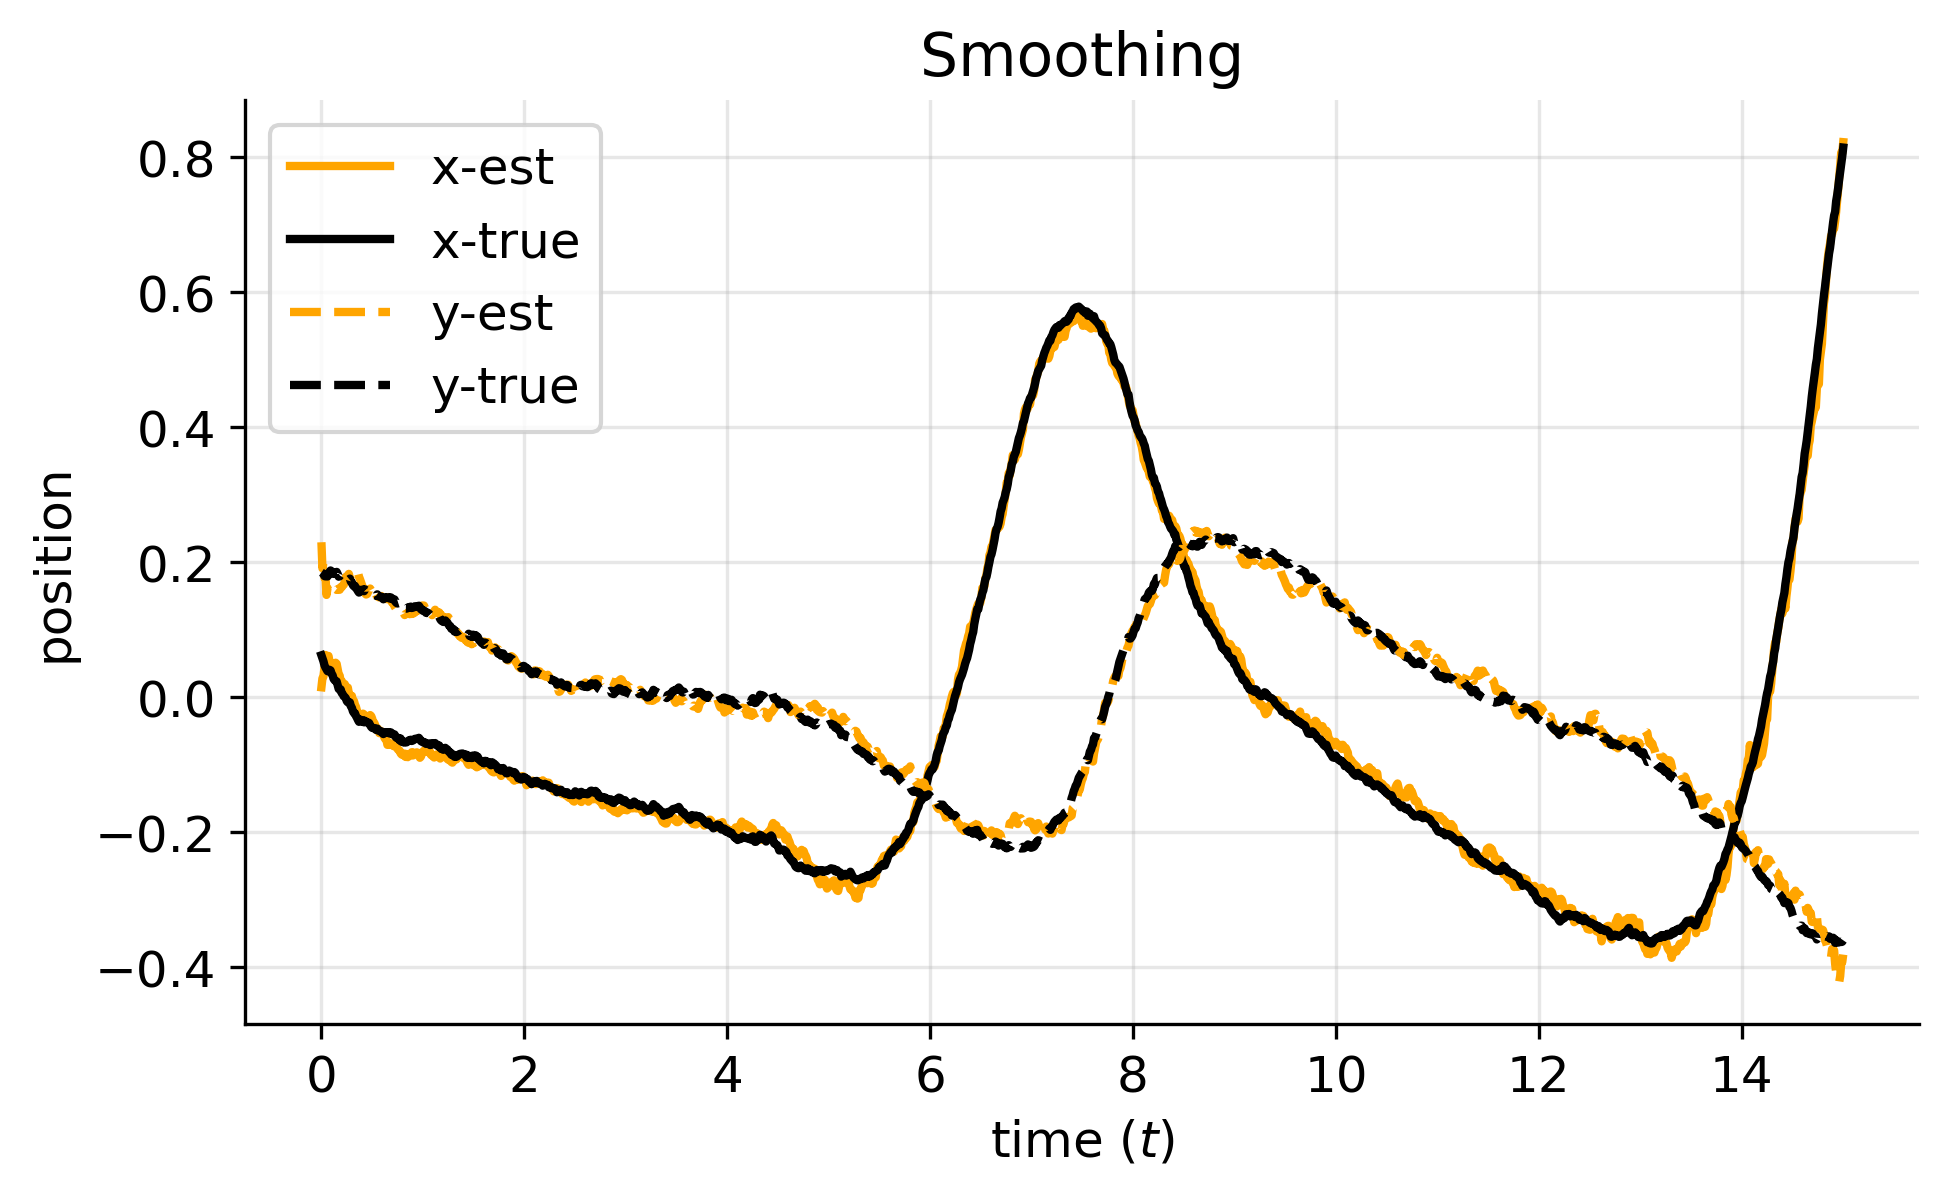 Smoothing
x-est
x-true
y-est
y-true
position
0.8
0.6
0.4
0.2
0.0
−0.2
−0.4
0 2 4 6 8 10 12 14
time (t)